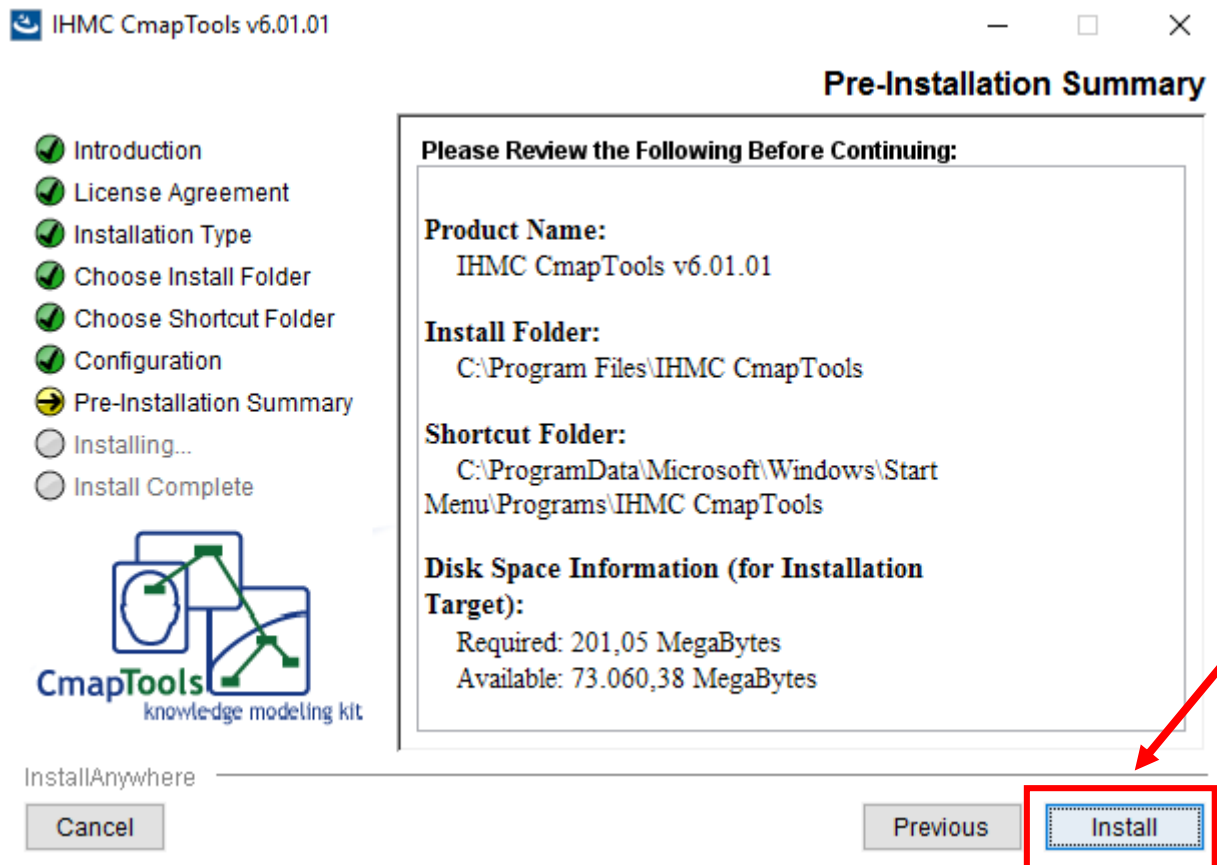 IHMC CmapTools v6.01.01
Pre-Installation Summary
Introduction
License Agreement
Installation Type
Choose Install Folder
Choose Shortcut Folder
Configuration
Pre-Installation Summary
Installing...
Install Complete
CmapTools
knowledge modeling kit
Please Review the Following Before Continuing:
Product Name:
IHMC CmapTools v6.01.01
Install Folder:
C:\Program Files\IHMC CmapTools
Shortcut Folder:
C:\ProgramData\Microsoft\Windows\Start
Menu\Programs\IHMC CmapTools
Disk Space Information (for Installation
Target):
Required: 201,05 MegaBytes
Available: 73.060,38 MegaBytes
InstallAnywhere
Cancel
Previous
Install